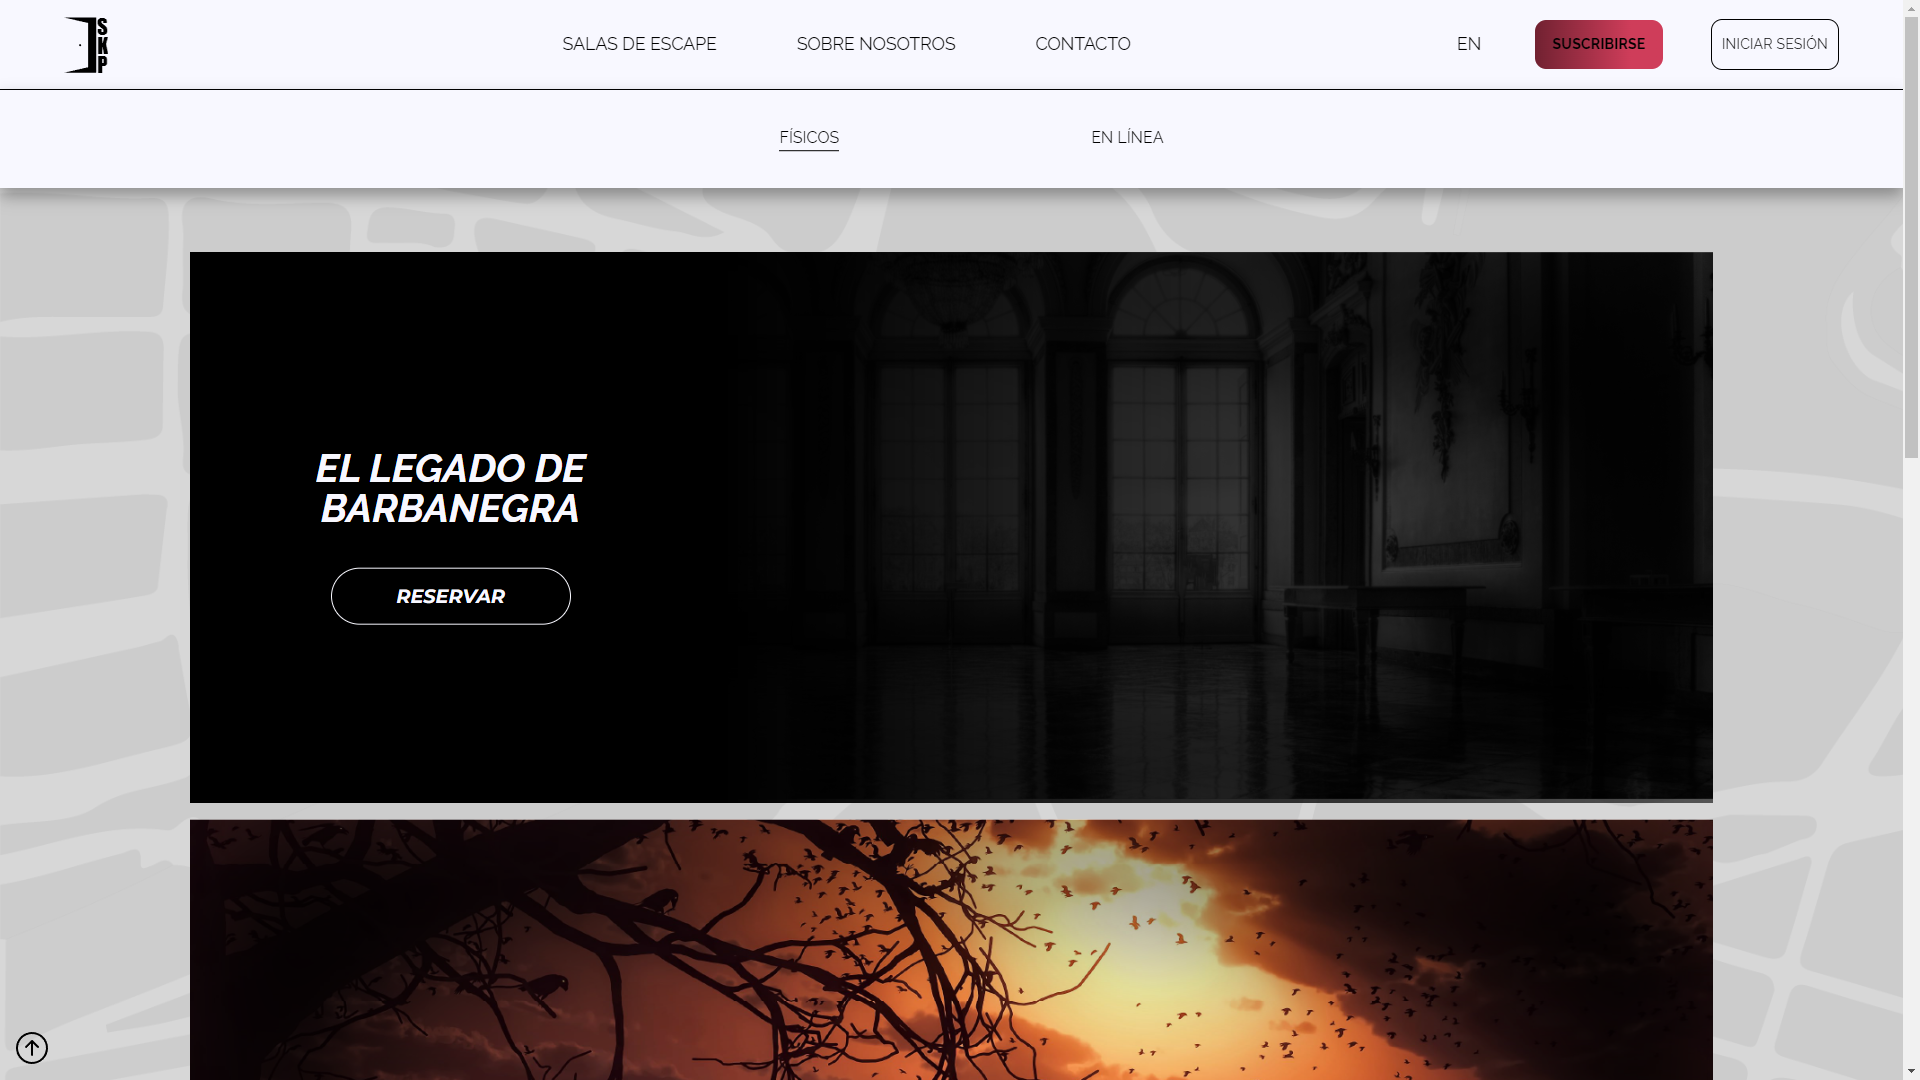 SKP
SALAS DE ESCAPE
SOBRE NOSOTROS
CONTACTO
EN
SUSCRIBIRSE
INICIAR SESIÓN
FÍSICOS
EN LÍNEA
EL LEGADO DE
BARBANEGRA
RESERVAR